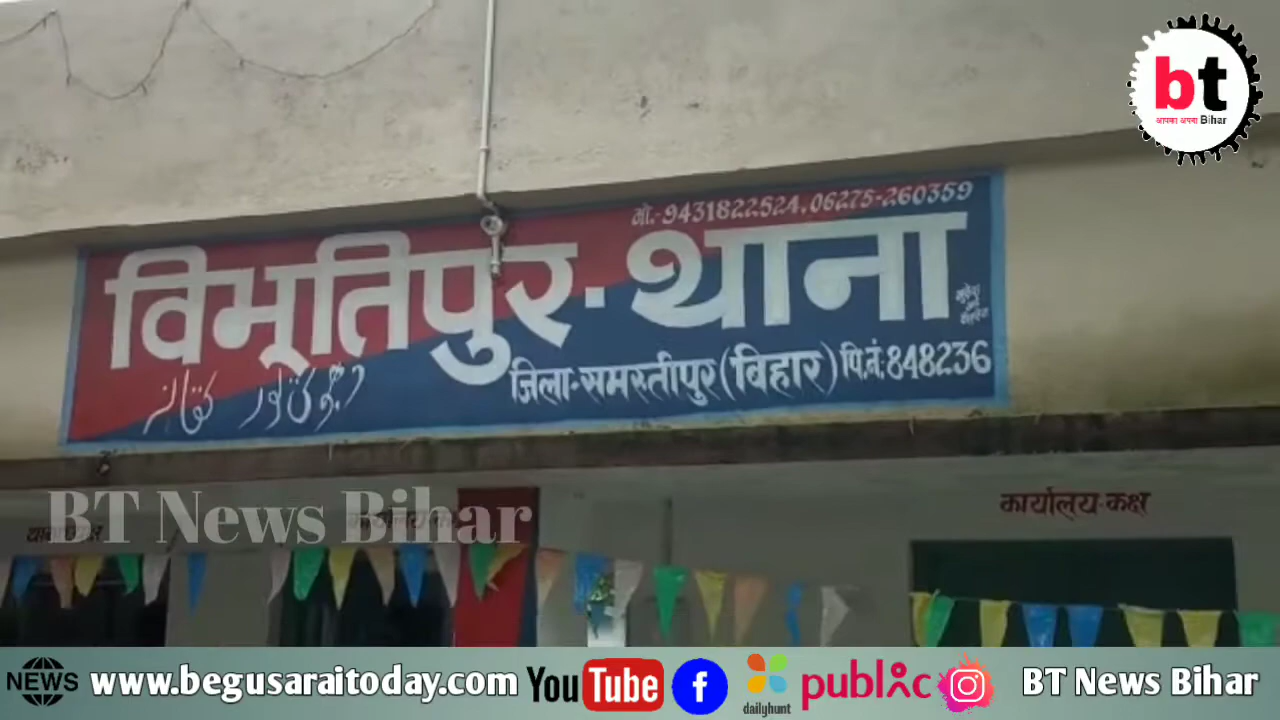 bt
आपका अपना Bihar
मो.-9431822524,06275-260359
विभूतिपुर-थाना
जिला-समस्तीपुर(बिहार)पि.नं:848236
BT News Bihar
कार्यालय-कक्ष
NEWS www.begusaraitoday.com YouTube f dailyhunt public BT News Bihar